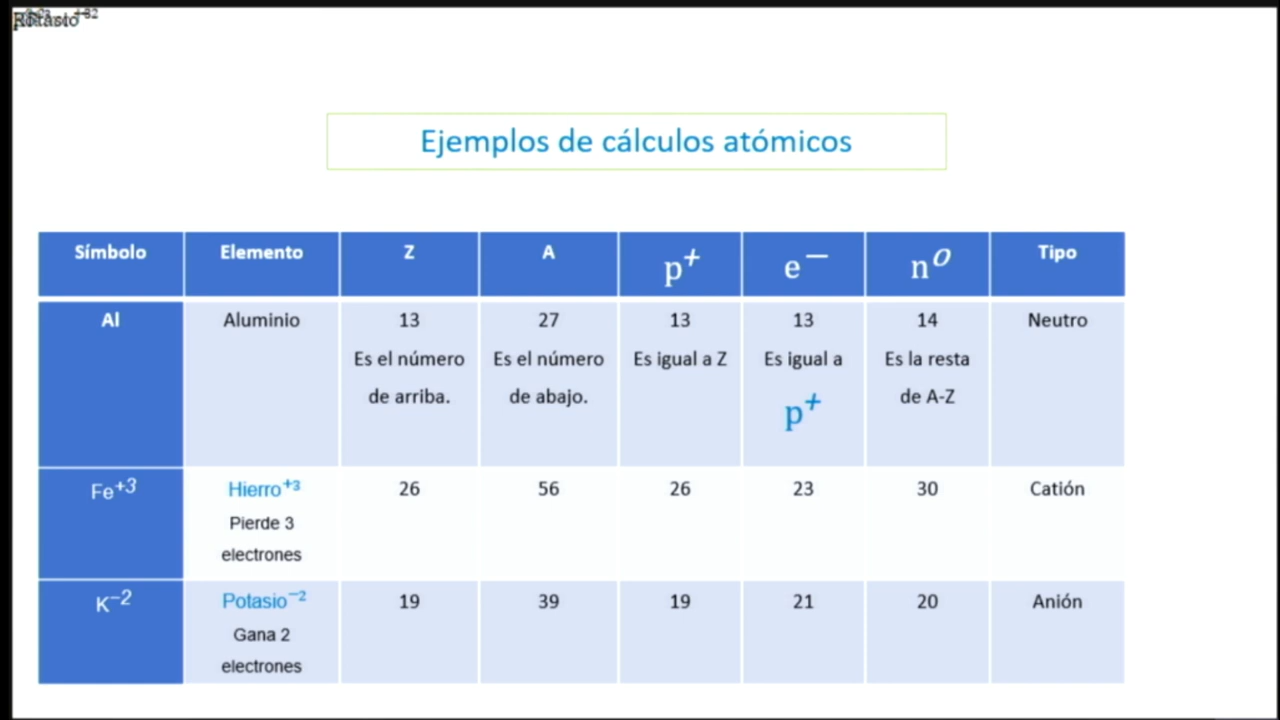 Ejemplos de cálculos atómicos
Símbolo Elemento Z A p⁺ e⁻ n⁰ Tipo
Al Aluminio 13 27 13 13 14 Neutro
Es el número Es el número Es igual a Z Es igual a Es la resta
de arriba. de abajo. p⁺ de A-Z
Fe⁺³ Hierro⁺³ 26 56 26 23 30 Catión
Pierde 3
electrones
K⁻² Potasio⁻² 19 39 19 21 20 Anión
Gana 2
electrones